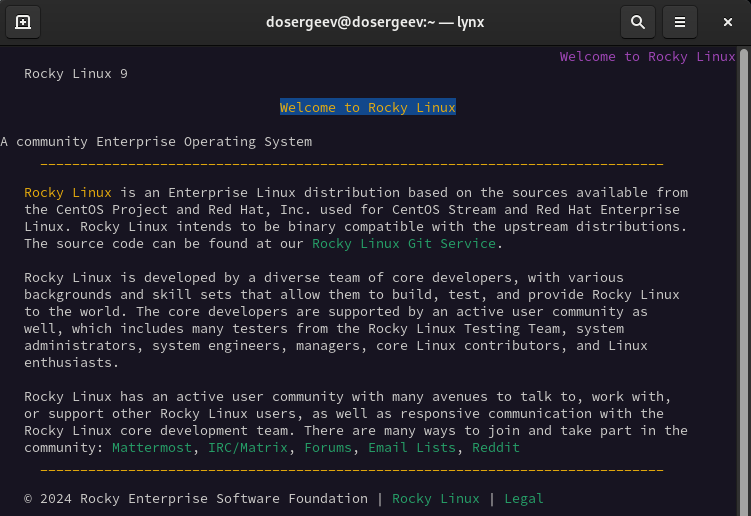 dosergeev@dosergeev:~ — lynx
Welcome to Rocky Linux
Rocky Linux 9
Welcome to Rocky Linux
A community Enterprise Operating System
Rocky Linux is an Enterprise Linux distribution based on the sources available from
the CentOS Project and Red Hat, Inc. used for CentOS Stream and Red Hat Enterprise
Linux. Rocky Linux intends to be binary compatible with the upstream distributions.
The source code can be found at our Rocky Linux Git Service.
Rocky Linux is developed by a diverse team of core developers, with various
backgrounds and skill sets that allow them to build, test, and provide Rocky Linux
to the world. The core developers are supported by an active user community as
well, which includes many testers from the Rocky Linux Testing Team, system
administrators, system engineers, managers, core Linux contributors, and Linux
enthusiasts.
Rocky Linux has an active user community with many avenues to talk to, work with,
or support other Rocky Linux users, as well as responsive communication with the
Rocky Linux core development team. There are many ways to join and take part in the
community: Mattermost, IRC/Matrix, Forums, Email Lists, Reddit
© 2024 Rocky Enterprise Software Foundation | Rocky Linux | Legal